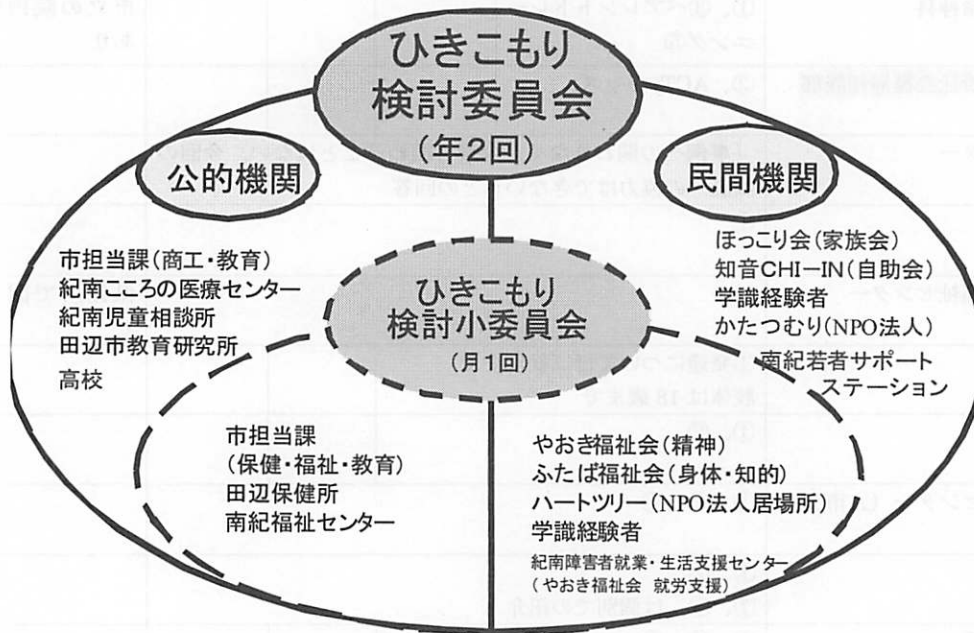 ひきこもり
検討委員会
(年2回)
公的機関
民間機関
市担当課(商工・教育)
紀南こころの医療センター
紀南児童相談所
田辺市教育研究所
高校
ほっこり会(家族会)
知音CHI-IN(自助会)
学識経験者
かたつむり(NPO法人)
南紀若者サポート
ステーション
ひきこもり
検討小委員会
(月1回)
市担当課
(保健・福祉・教育)
田辺保健所
南紀福祉センター
やおき福祉会(精神)
ふたば福祉会(身体・知的)
ハートツリー(NPO法人居場所)
学識経験者
紀南障害者就業・生活支援センター
(やおき福祉会 就労支援)